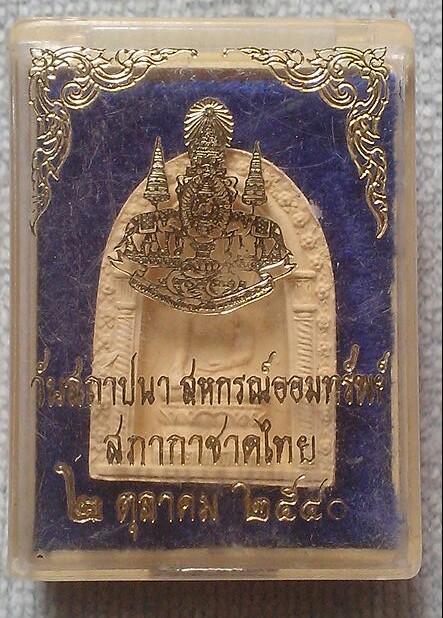 วันสถาปนา สหกรณ์ออมทรัพย์
สภากาชาดไทย
๒ ตุลาคม ๒๕๔๐